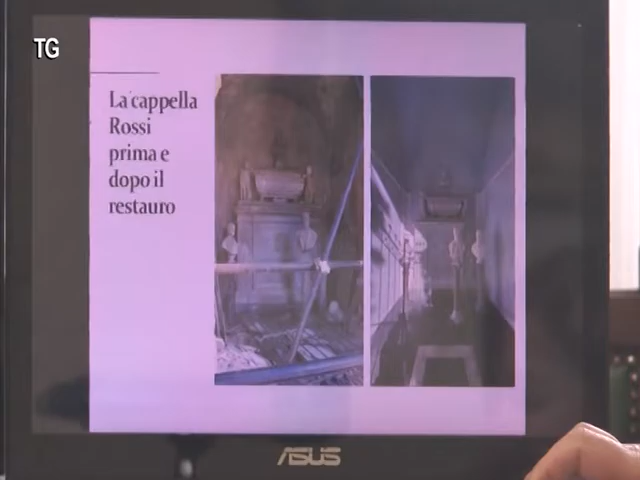 TG
La cappella
Rossi
prima e
dopo il
restauro
ASUS